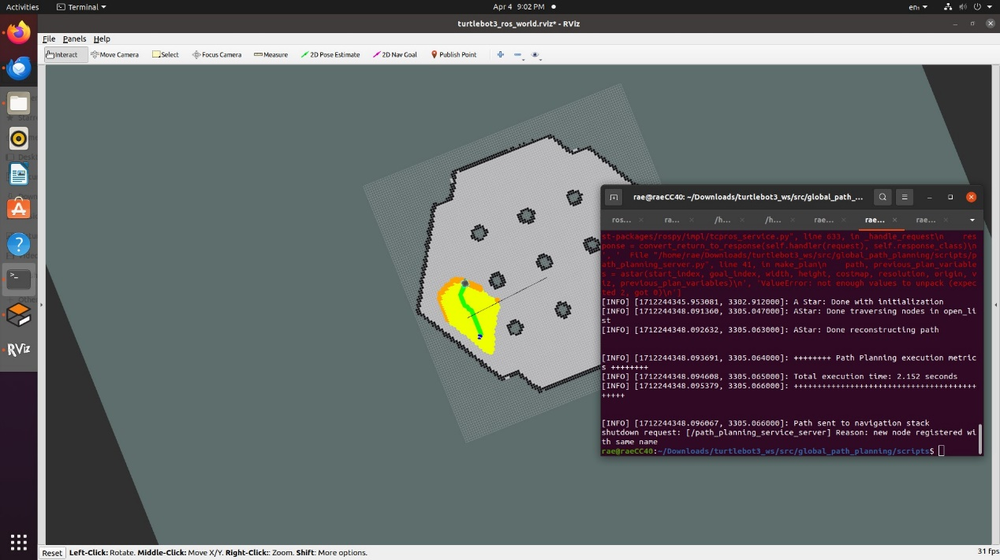 Activities
Terminal
Apr 4 9:02 PM
en₁
turtlebot3_ros_world.rviz* - RViz
File Panels Help
Interact Move Camera Select Focus Camera Measure 2D Pose Estimate 2D Nav Goal Publish Point
rae@raeCC40: ~/Downloads/turtlebot3_ws/src/global_path_...
ros... ra... /h... /h... rae... rae... rae...
st-packages/rospy/impl/tcpros_service.py", line 633, in _handle_request\n    res
ponse = convert_return_to_response(self.handler(request), self.response_class)\n
', '  File "/home/rae/Downloads/turtlebot3_ws/src/global_path_planning/scripts/p
ath_planning_server.py", line 41, in make_plan\n    path, previous_plan_variable
s = astar(start_index, goal_index, width, height, costmap, resolution, origin, v
iz, previous_plan_variables)\n', 'ValueError: not enough values to unpack (expec
ted 2, got 0)\n']
[INFO] [1712244345.953081, 3302.912000]: A Star: Done with initialization
[INFO] [1712244348.091360, 3305.047000]: AStar: Done traversing nodes in open_li
st
[INFO] [1712244348.092632, 3305.063000]: AStar: Done reconstructing path
[INFO] [1712244348.093691, 3305.064000]: ++++++++ Path Planning execution metric
s ++++++++
[INFO] [1712244348.094608, 3305.065000]: Total execution time: 2.152 seconds
[INFO] [1712244348.095379, 3305.066000]: +++++++++++++++++++++++++++++++++++++++
+++++
[INFO] [1712244348.096067, 3305.066000]: Path sent to navigation stack
shutdown request: [/path_planning_service_server] Reason: new node registered wi
th same name
rae@raeCC40:~/Downloads/turtlebot3_ws/src/global_path_planning/scripts$
RViz
Reset Left-Click: Rotate. Middle-Click: Move X/Y. Right-Click:: Zoom. Shift: More options.
31 fps